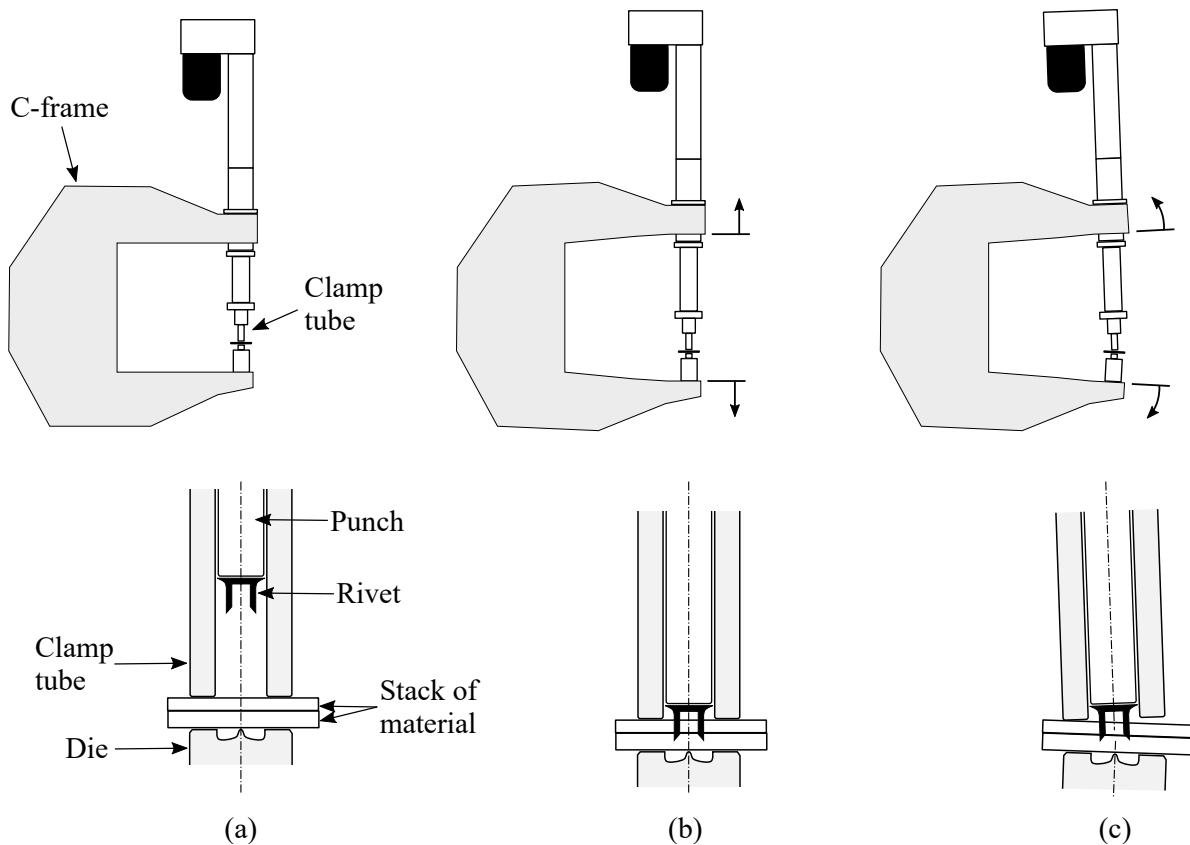 C-frame
Clamp
tube
Punch
Rivet
Clamp
tube
Stack of
material
Die
(a)
(b)
(c)